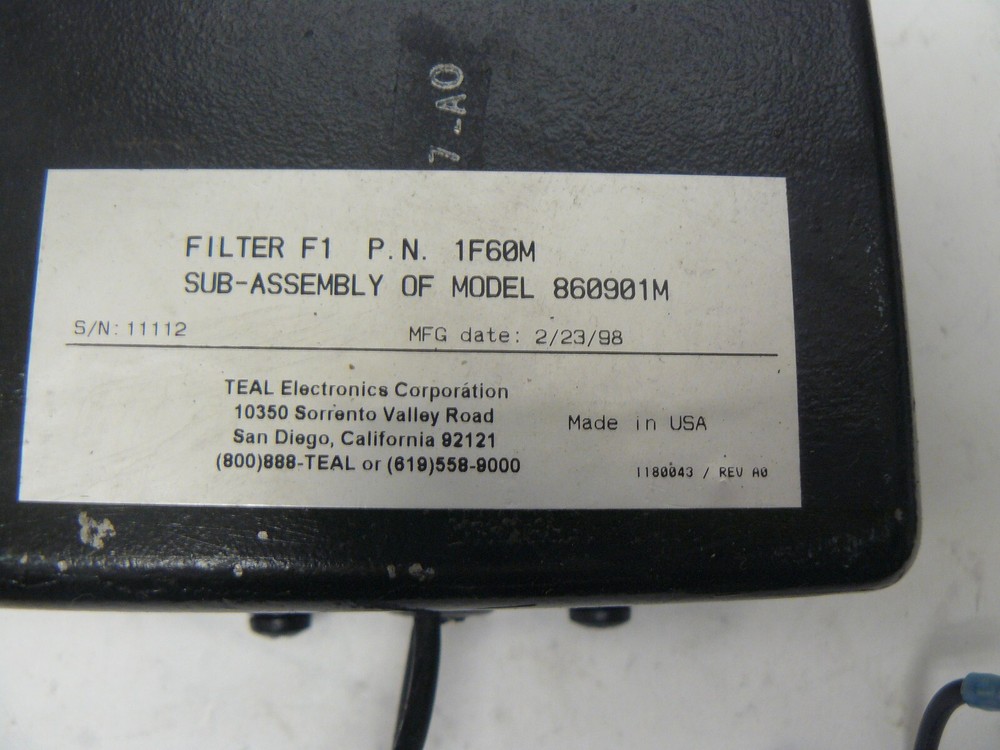 7-A0
FILTER F1 P.N. 1F60M
SUB-ASSEMBLY OF MODEL 860901M
S/N: 11112
MFG date: 2/23/98
TEAL Electronics Corporation
10350 Sorrento Valley Road
San Diego, California 92121
(800)888-TEAL or (619)558-9000
Made in USA
1180043 / REV A0